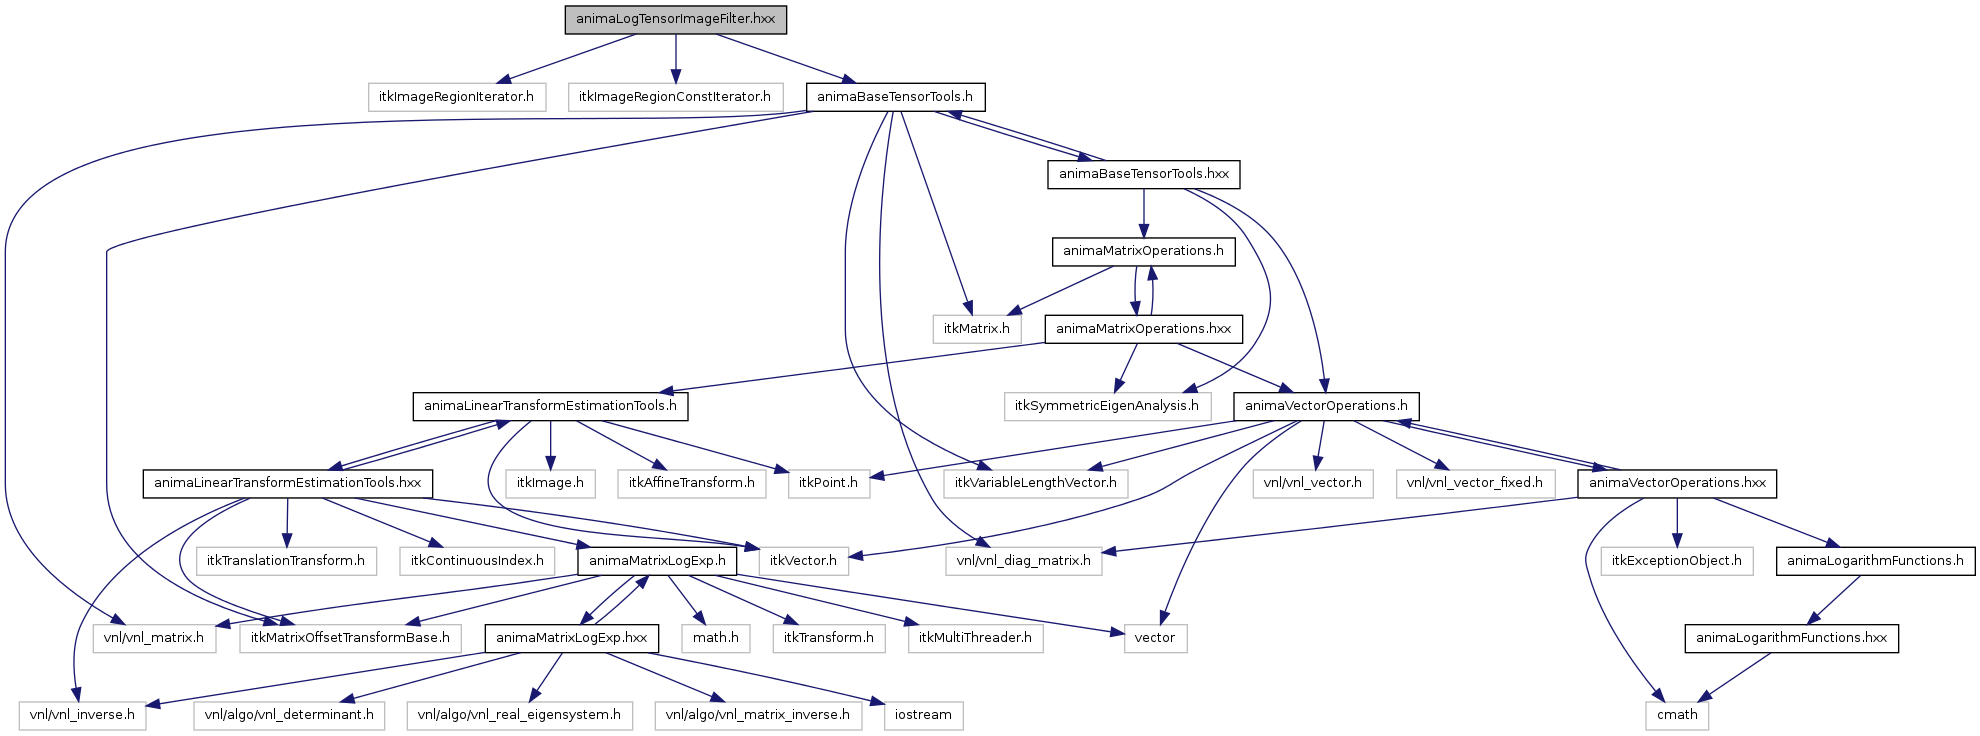 animaLogTensorImageFilter.hxx
itkImageRegionIterator.h
itkImageRegionConstIterator.h
animaBaseTensorTools.h
animaBaseTensorTools.hxx
animaMatrixOperations.h
itkMatrix.h
animaMatrixOperations.hxx
animaLinearTransformEstimationTools.h
itkSymmetricEigenAnalysis.h
animaVectorOperations.h
animaLinearTransformEstimationTools.hxx
itkImage.h
itkAffineTransform.h
itkPoint.h
itkVariableLengthVector.h
vnl/vnl_vector.h
vnl/vnl_vector_fixed.h
animaVectorOperations.hxx
itkTranslationTransform.h
itkContinuousIndex.h
animaMatrixLogExp.h
itkVector.h
vnl/vnl_diag_matrix.h
itkExceptionObject.h
animaLogarithmFunctions.h
vnl/vnl_matrix.h
itkMatrixOffsetTransformBase.h
animaMatrixLogExp.hxx
math.h
itkTransform.h
itkMultiThreader.h
vector
animaLogarithmFunctions.hxx
vnl/vnl_inverse.h
vnl/algo/vnl_determinant.h
vnl/algo/vnl_real_eigensystem.h
vnl/algo/vnl_matrix_inverse.h
iostream
cmath